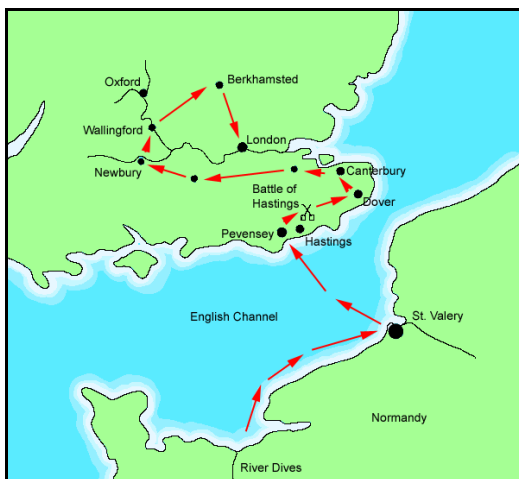 Oxford
Berkhamsted
Wallingford
London
Newbury
Canterbury
Battle of
Hastings
Dover
Pevensey
Hastings
English Channel
St. Valery
Normandy
River Dives